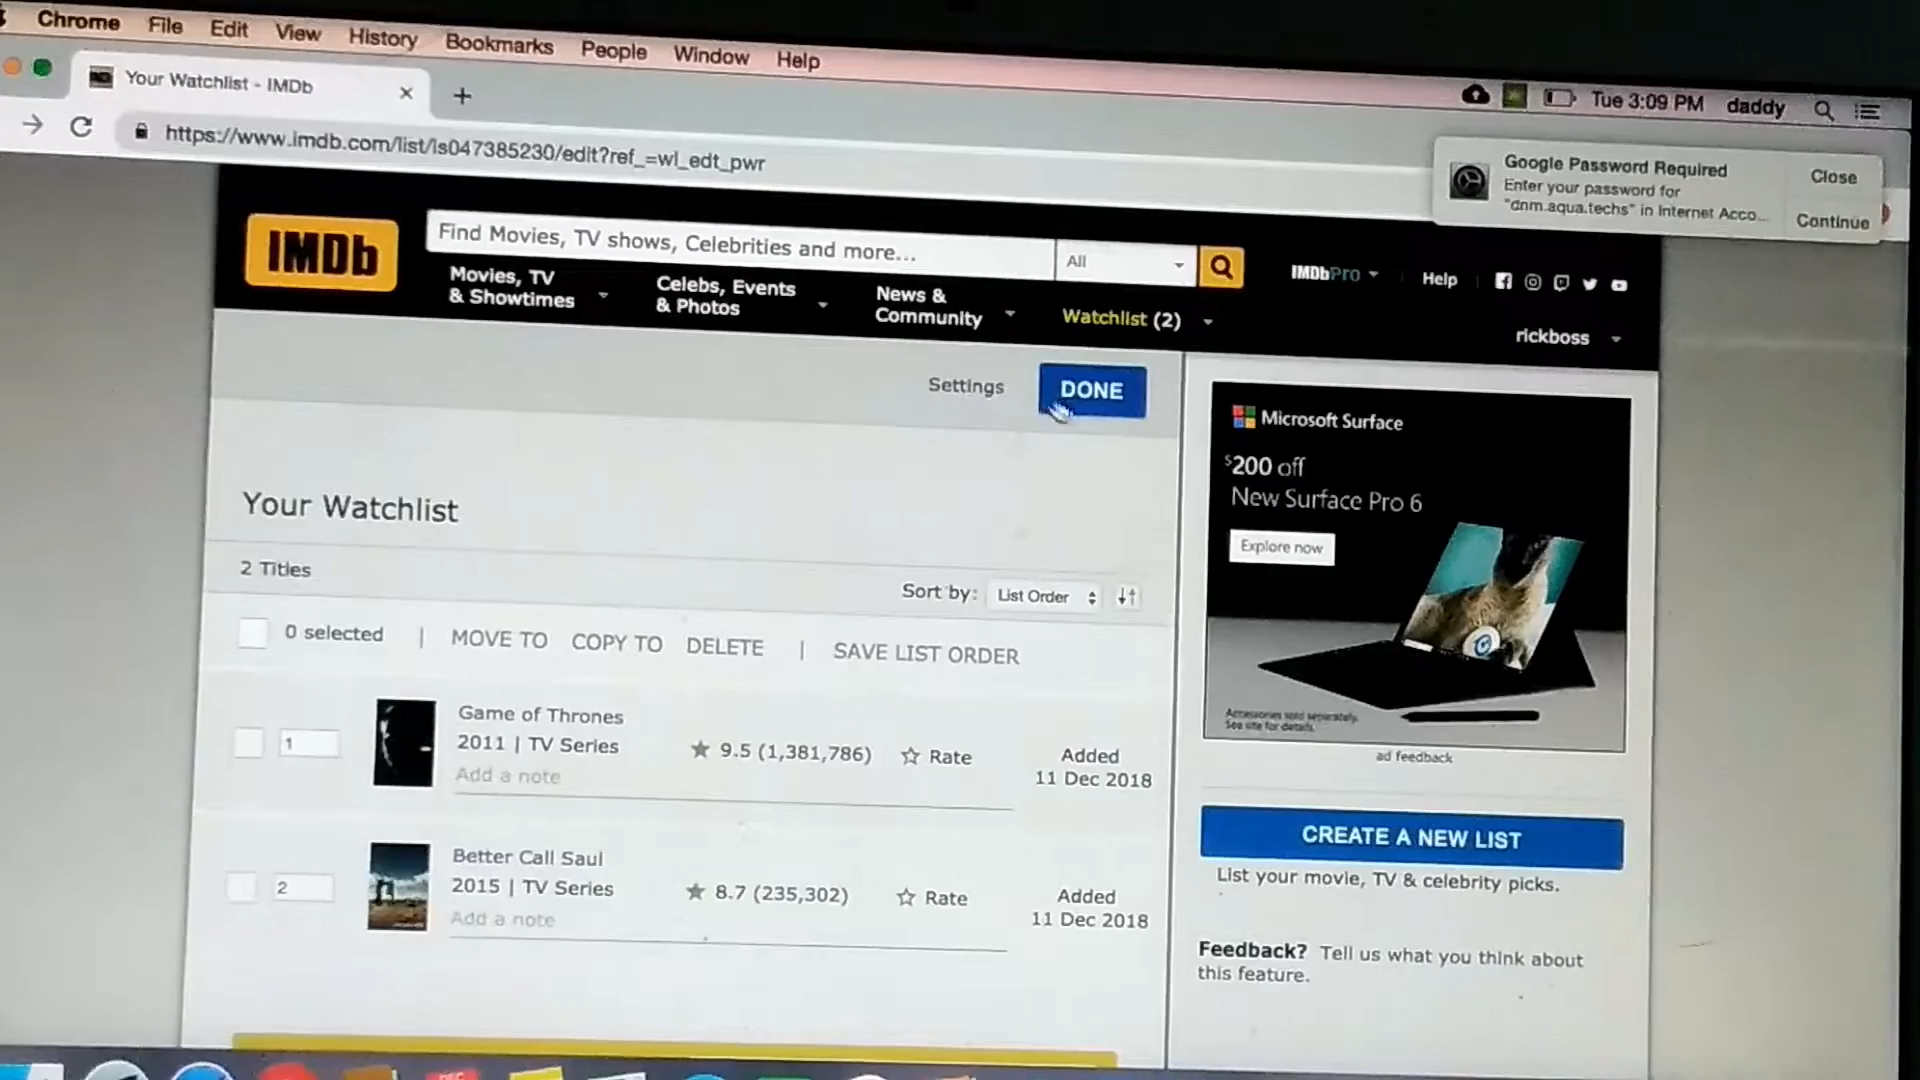 Chrome File Edit View History Bookmarks People Window Help
Tue 3:09 PM daddy
Your Watchlist - IMDb
https://www.imdb.com/list/ls047385230/edit?ref_=wl_edt_pwr
Google Password Required
Enter your password for
"dnm.aqua.techs" in Internet Acco...
Close
Continue
IMDb
Find Movies, TV shows, Celebrities and more...
All
IMDbPro
Help
Movies, TV
& Showtimes
Celebs, Events
& Photos
News &
Community
Watchlist (2)
rickboss
Settings
DONE
Your Watchlist
2 Titles
Sort by: List Order
0 selected | MOVE TO COPY TO DELETE | SAVE LIST ORDER
1
Game of Thrones
2011 | TV Series
Add a note
9.5 (1,381,786)
Rate
Added
11 Dec 2018
2
Better Call Saul
2015 | TV Series
Add a note
8.7 (235,302)
Rate
Added
11 Dec 2018
Microsoft Surface
$200 off
New Surface Pro 6
Explore now
Accessories sold separately.
See site for details.
ad feedback
CREATE A NEW LIST
List your movie, TV & celebrity picks.
Feedback? Tell us what you think about
this feature.